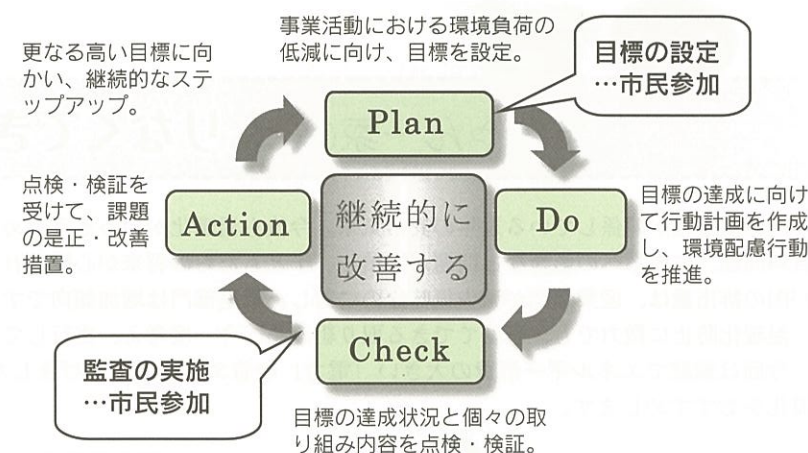 事業活動における環境負荷の
低減に向け、目標を設定。
目標の設定
…市民参加
更なる高い目標に向
かい、継続的なステ
ップアップ。
Plan
点検・検証を
受けて、課題
の是正・改善
措置。
Action
継続的に
改善する
Do
目標の達成に向け
て行動計画を作成
し、環境配慮行動
を推進。
Check
監査の実施
…市民参加
目標の達成状況と個々の取
り組み内容を点検・検証。